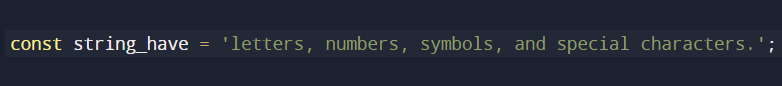 const string_have = 'letters, numbers, symbols, and special characters.';